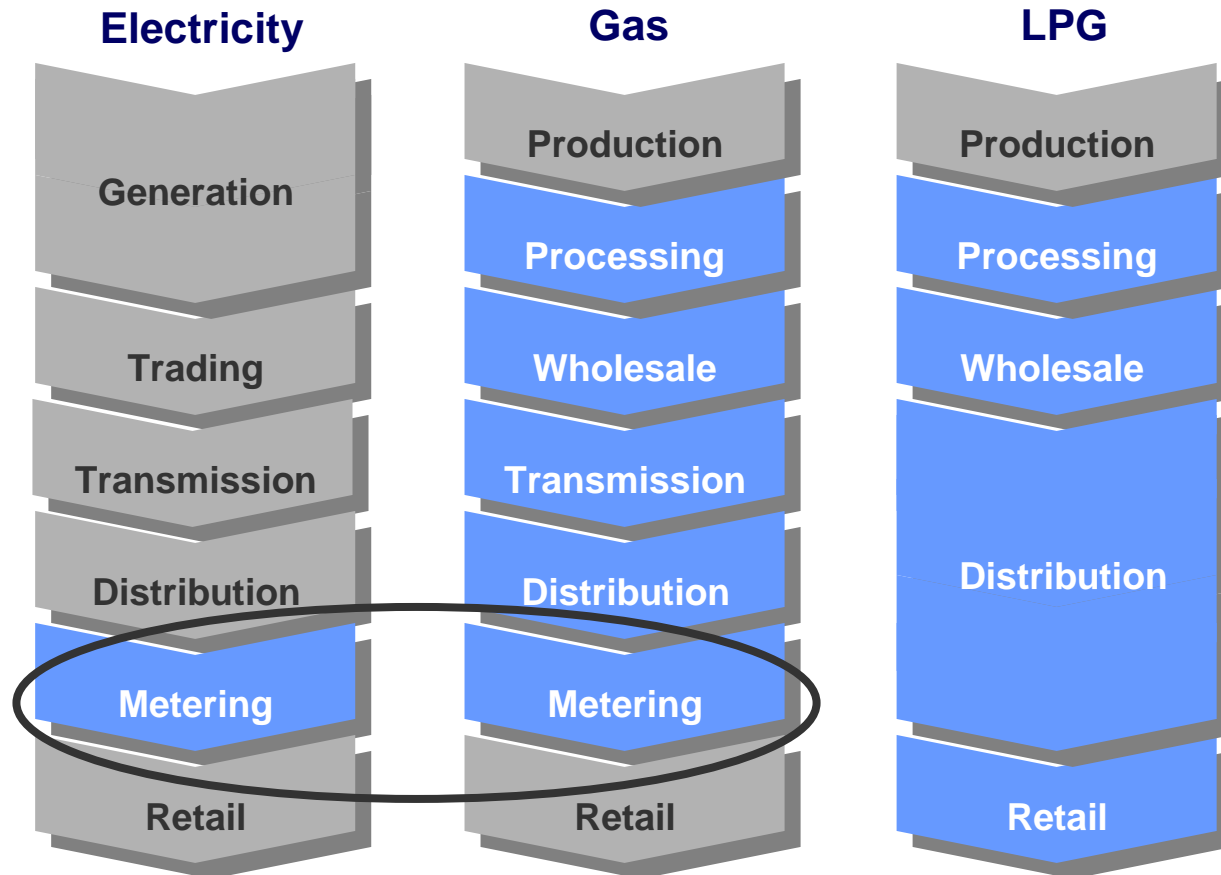 Electricity
Generation
Trading
Transmission
Distribution
Metering
Retail
Gas
Production
Processing
Wholesale
Transmission
Distribution
Metering
Retail
LPG
Production
Processing
Wholesale
Distribution
Retail